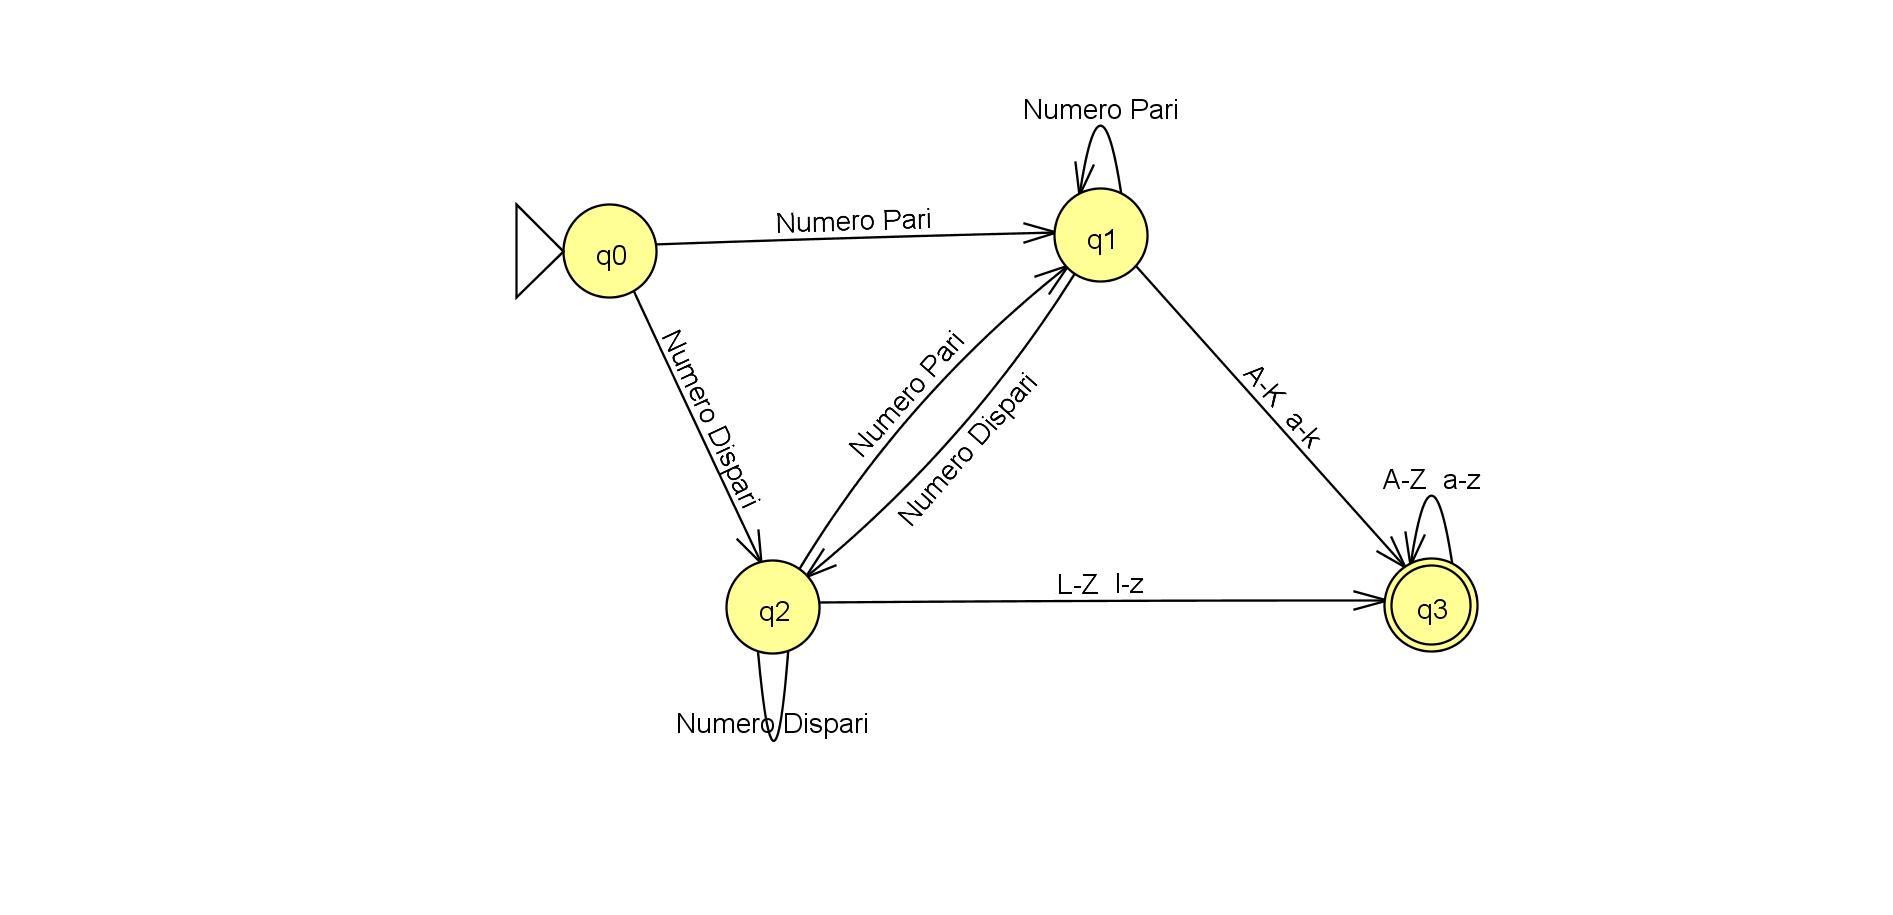 Numero Pari
Numero Pari
q0
q1
Numero Dispari
Numero Pari
Numero Dispari
A-K a-k
A-Z a-z
L-Z l-z
q2
q3
Numero Dispari